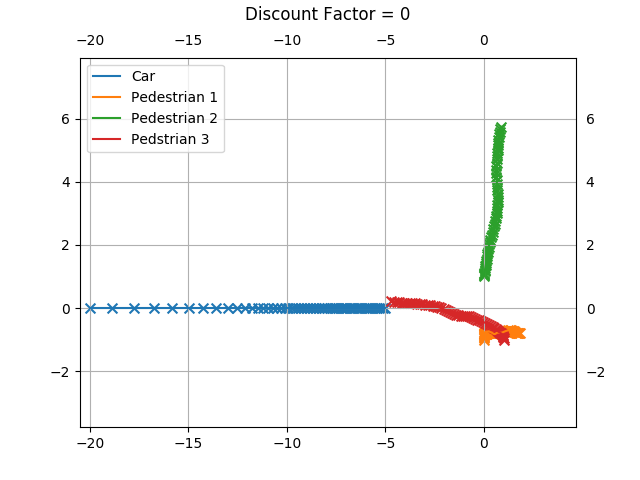 Discount Factor = 0
−20 −15 −10 −5 0
Car
Pedestrian 1
Pedestrian 2
Pedstrian 3
6 6
4 4
2 2
0 0
−2 −2
−20 −15 −10 −5 0